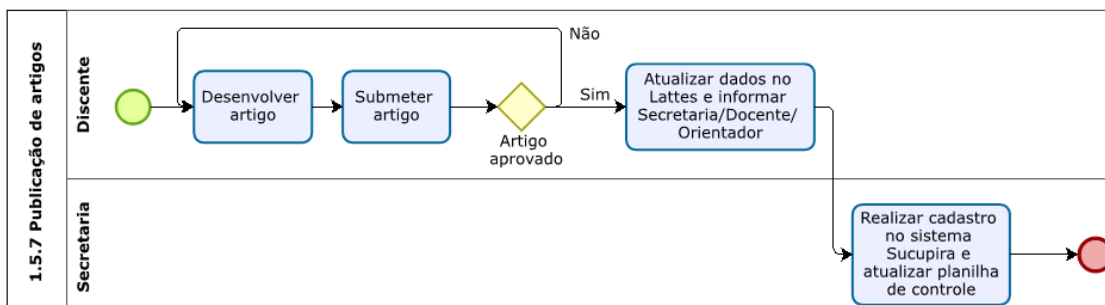 1.5.7 Publicação de artigos
Discente
Não
Desenvolver
artigo
Submeter
artigo
Artigo
aprovado
Sim
Atualizar dados no
Lattes e informar
Secretaria/Docente/
Orientador
Secretaria
Realizar cadastro
no sistema
Sucupira e
atualizar planilha
de controle